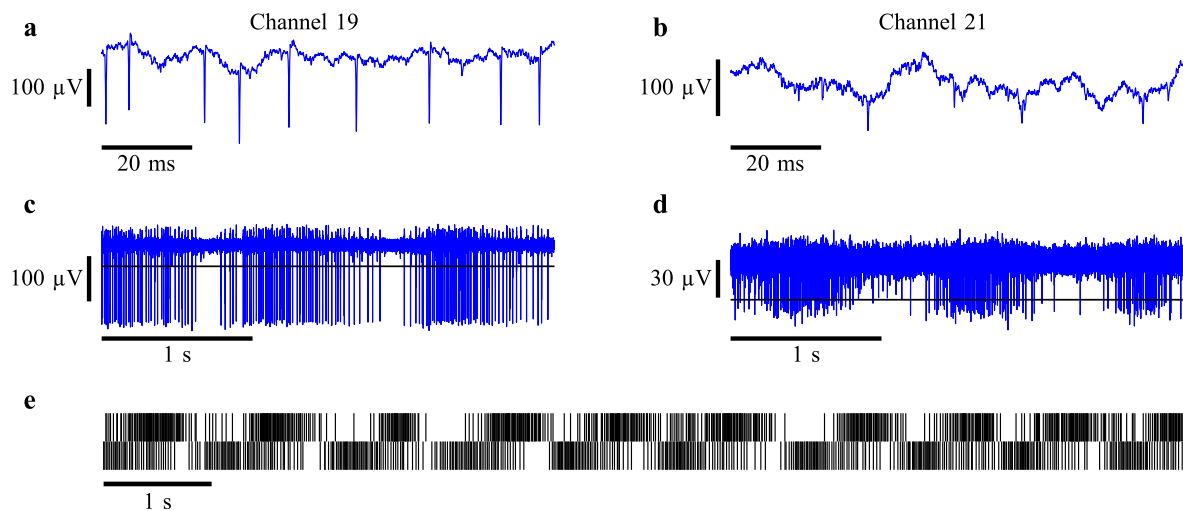 a
Channel 19
b
Channel 21
100 µV
100 µV
20 ms
20 ms
c
d
100 µV
30 µV
1 s
1 s
e
1 s